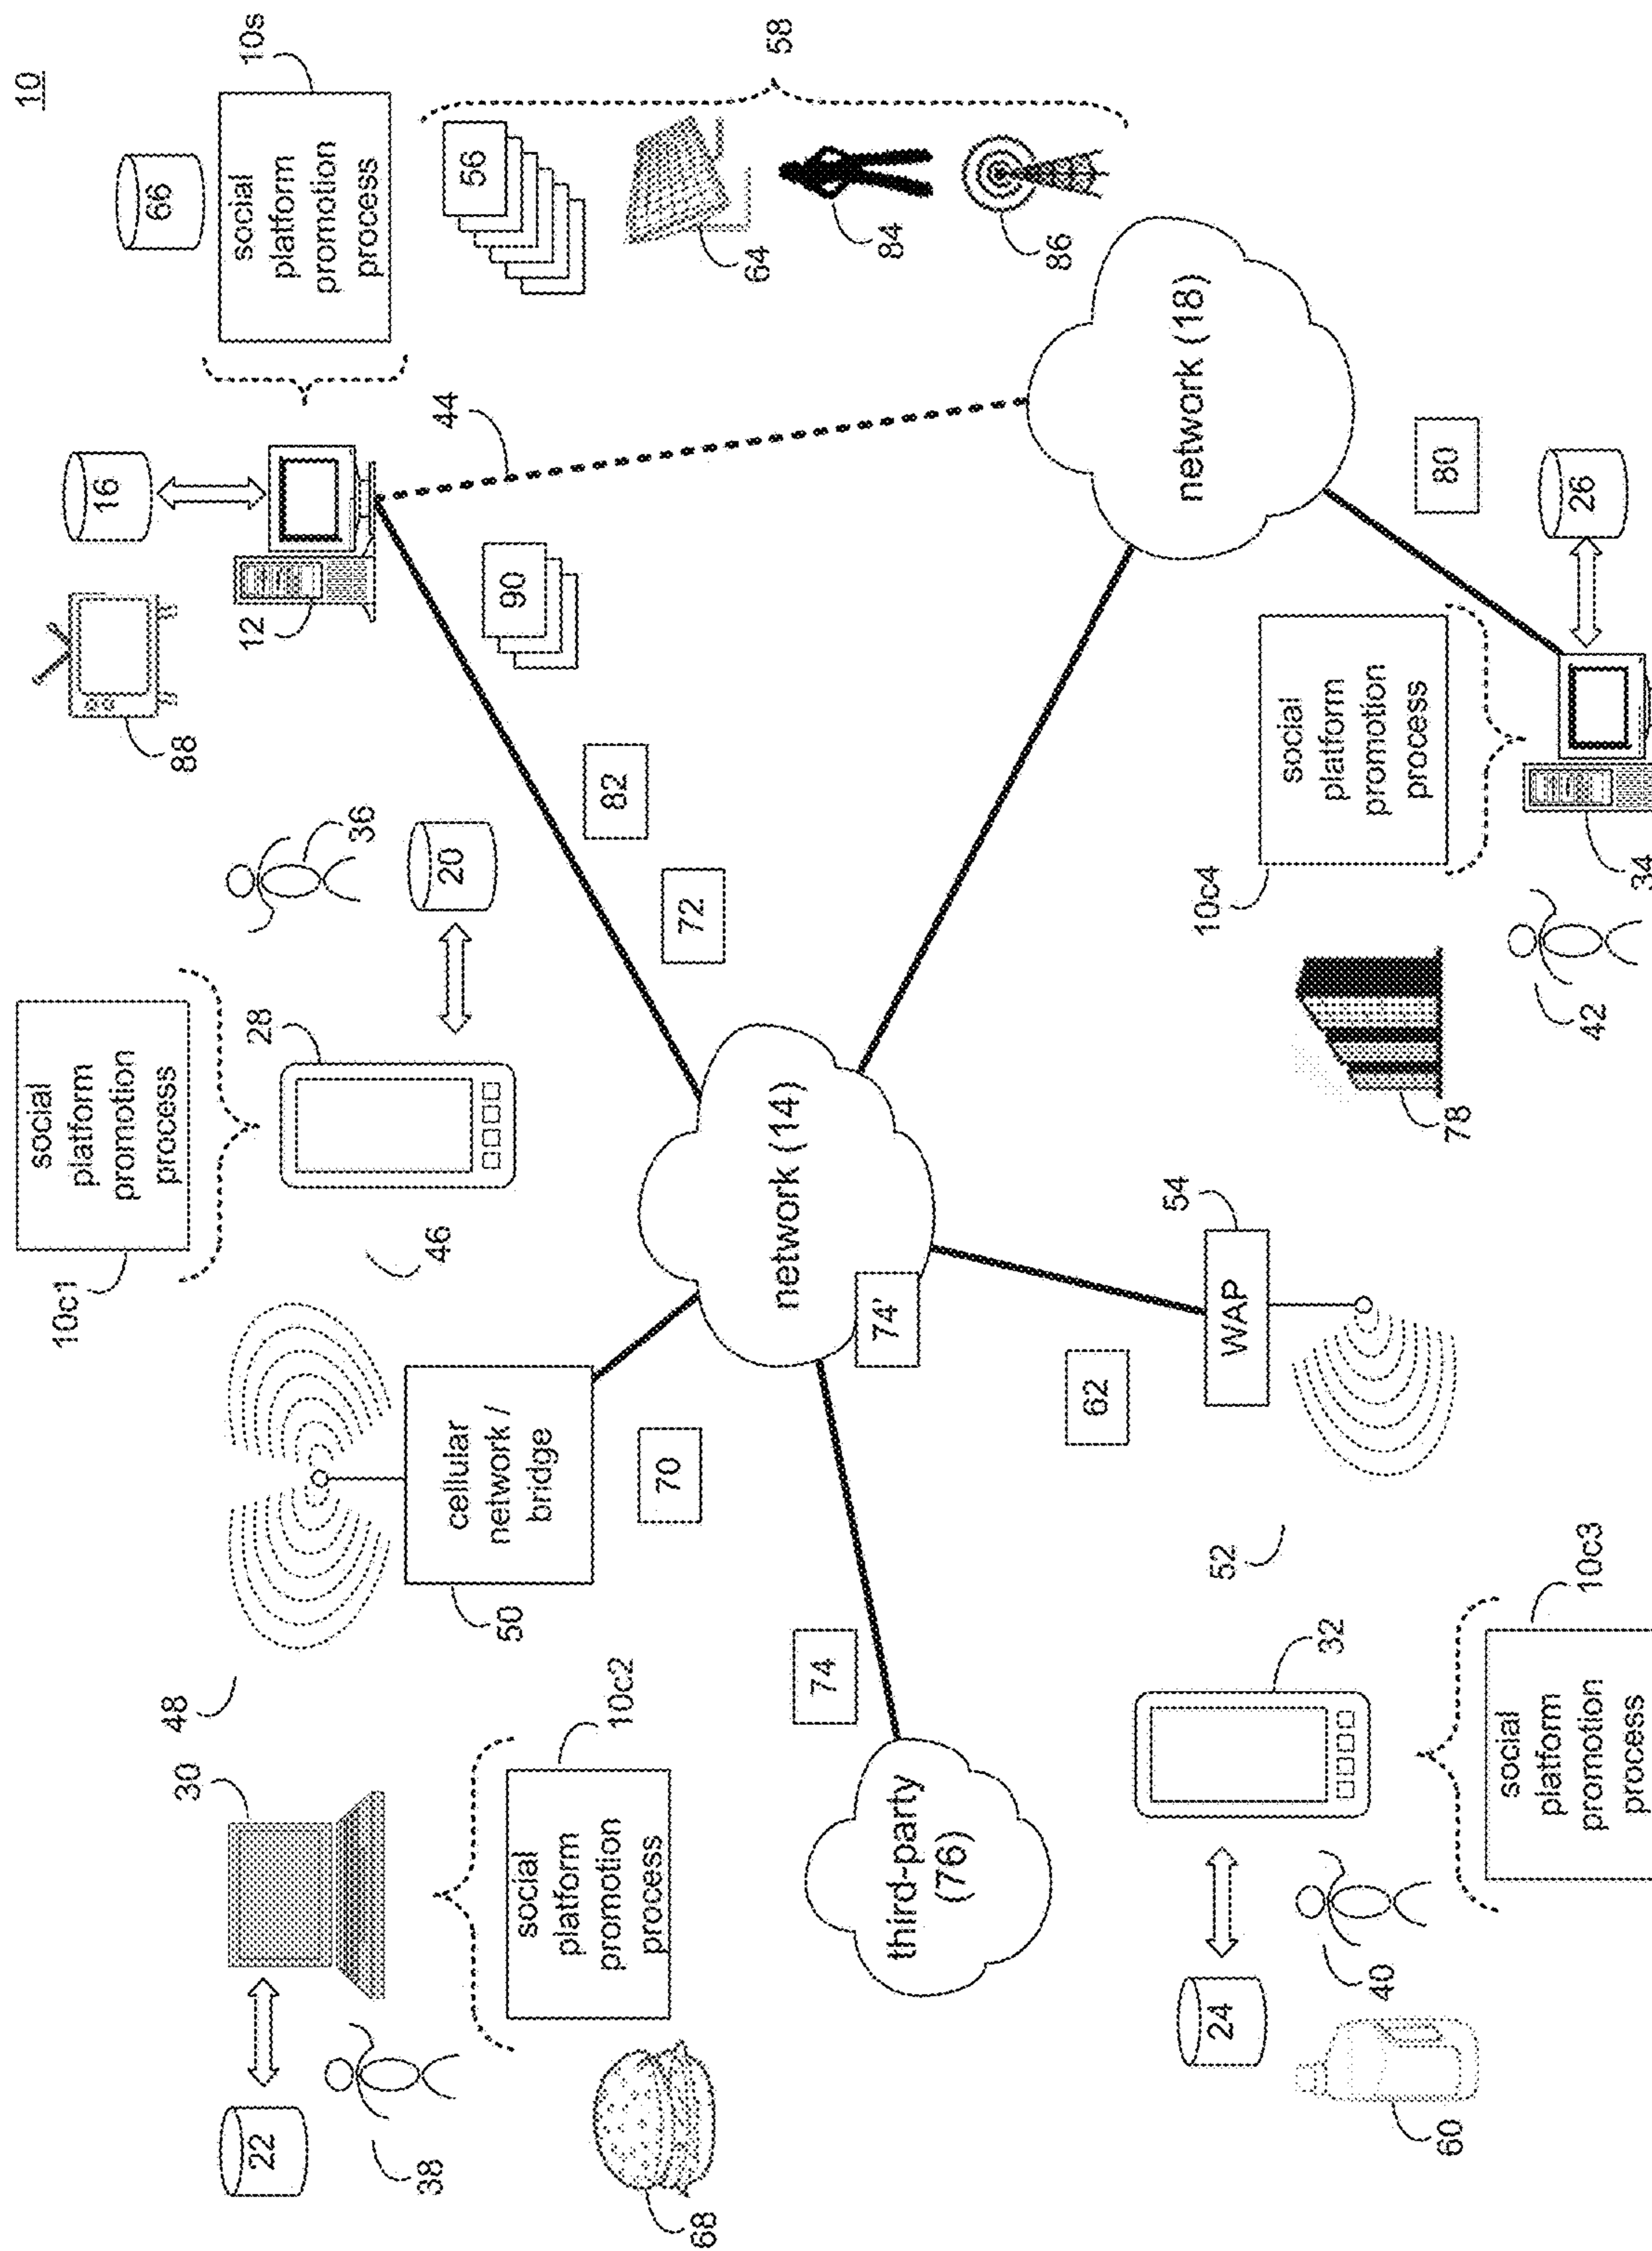 10
66
10s
social
platform
promotion
process
16
12
88
44
56
58
64
84
86
90
82
72
36
20
10c1
social
platform
promotion
process
28
46
48
cellular
network /
bridge
50
70
network (14)
74'
74
network (18)
80
26
10c4
social
platform
promotion
process
34
42
78
54
WAP
62
52
30
22
38
10c2
social
platform
promotion
process
68
third-party
(76)
32
24
40
60
10c3
social
platform
promotion
process